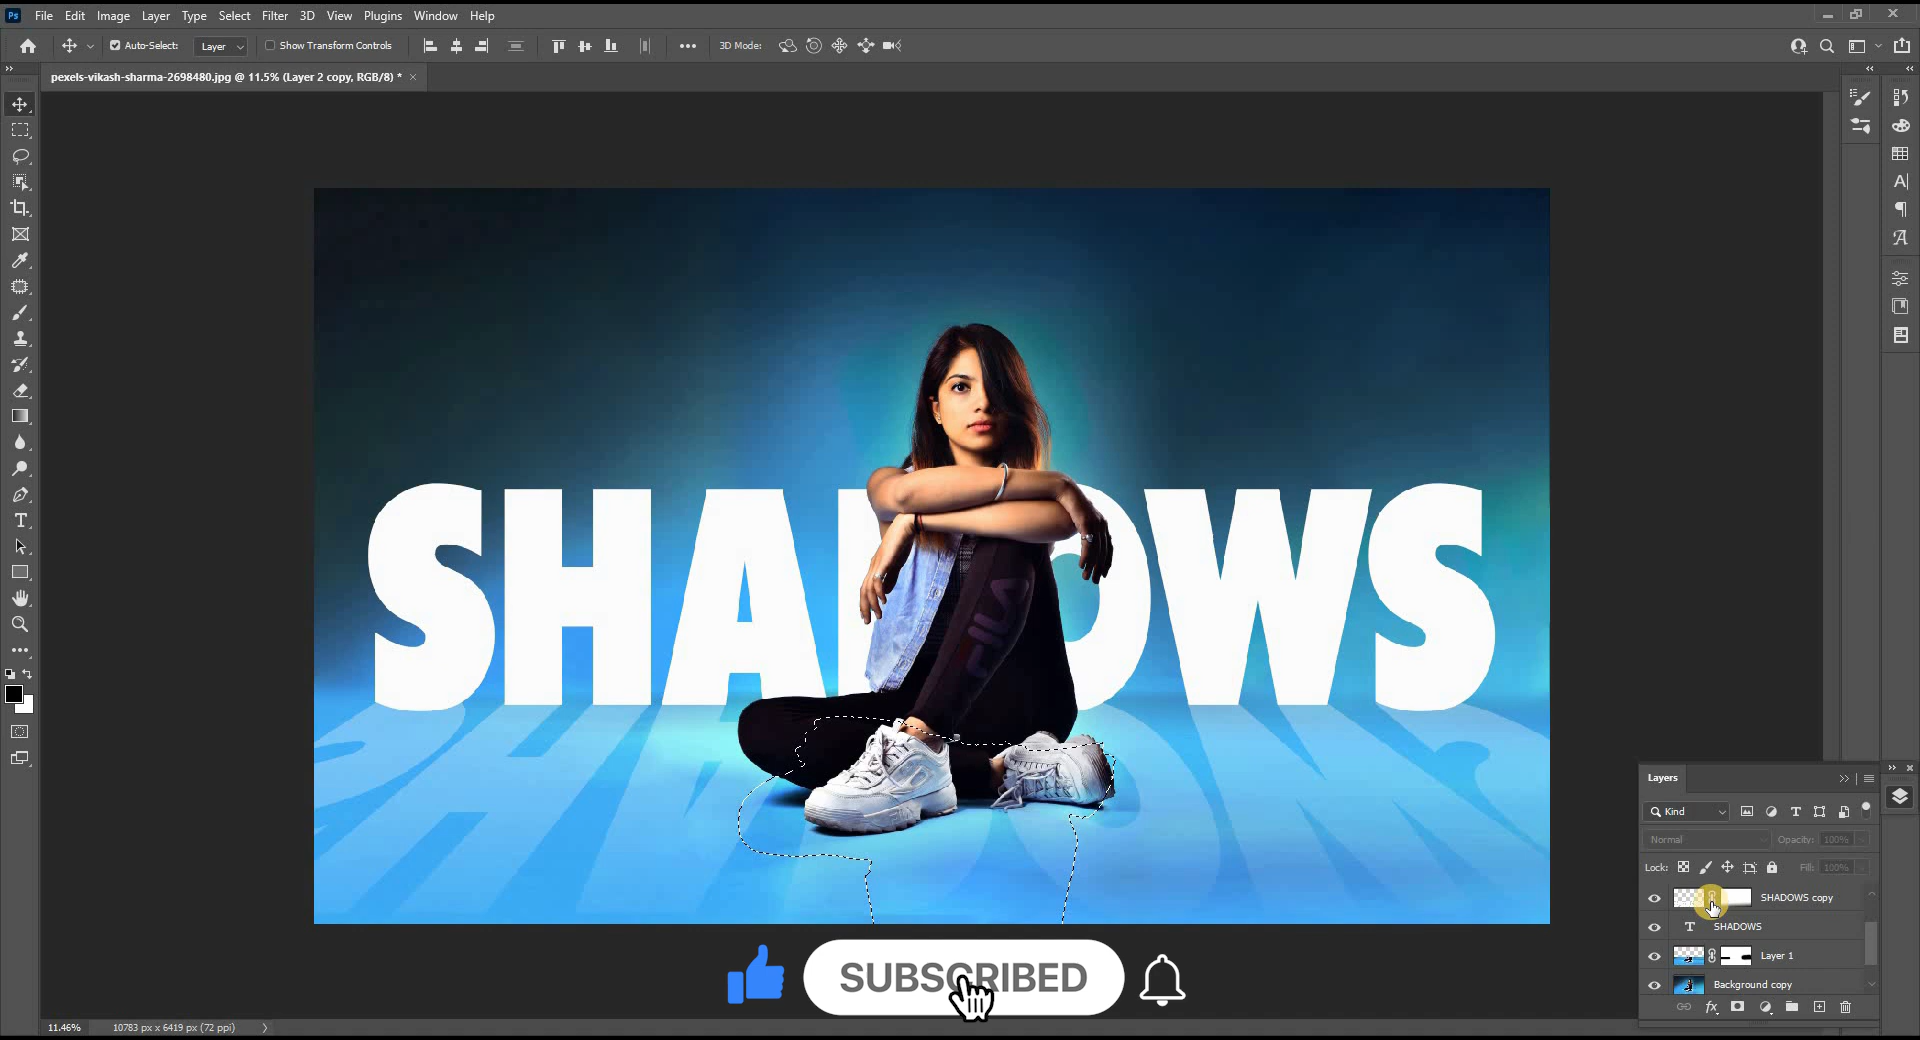 Ps File Edit Image Layer Type Select Filter 3D View Plugins Window Help
Auto-Select: Layer Show Transform Controls 3D Mode:
pexels-vikash-sharma-2698480.jpg @ 11.5% (Layer 2 copy, RGB/8) *
SHADOWS
FILA
Layers
Kind
Normal Opacity: 100%
Lock: Fill: 100%
SHADOWS copy
T SHADOWS
Layer 1
Background copy
fx
SUBSCRIBED
11.46% 10783 px x 6419 px (72 ppi)